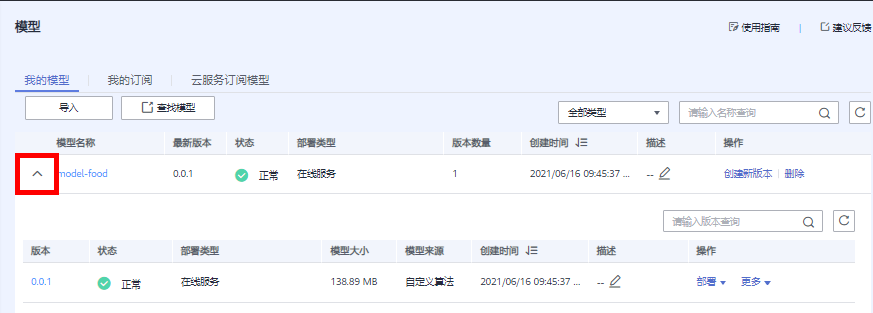 模型 使用指南 | 建议反馈
我的模型 | 我的订阅 | 云服务订阅模型
导入 查找模型 全部类型 请输入名称查询
模型名称 最新版本 状态 部署类型 版本数量 创建时间 描述 操作
model-food 0.0.1 正常 在线服务 1 2021/06/16 09:45:37 ... -- 创建新版本 | 删除
请输入版本查询
版本 状态 部署类型 模型大小 模型来源 创建时间 描述 操作
0.0.1 正常 在线服务 138.89 MB 自定义算法 2021/06/16 09:45:37 ... -- 部署 更多